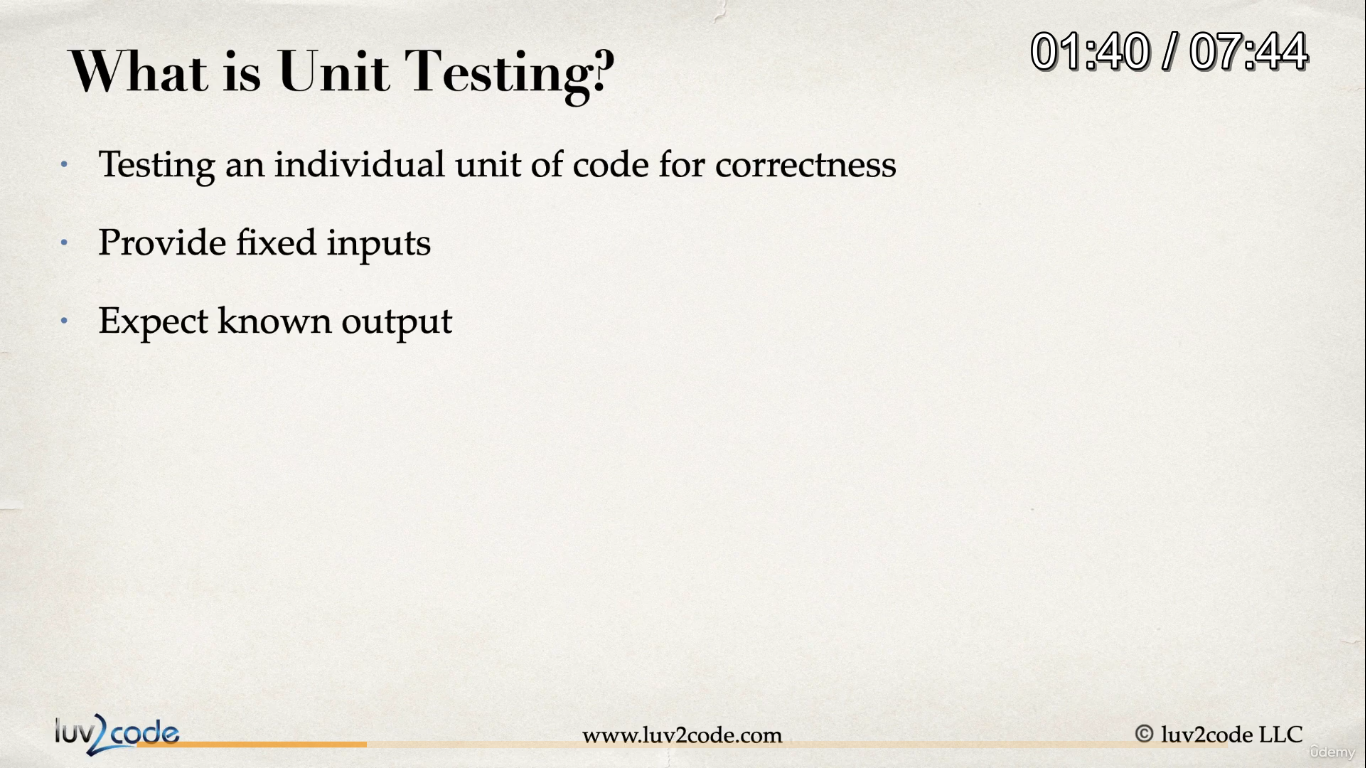 What is Unit Testing?
01:40 / 07:44
• Testing an individual unit of code for correctness
• Provide fixed inputs
• Expect known output
luv2code
www.luv2code.com
© luv2code LLC
ûdemy